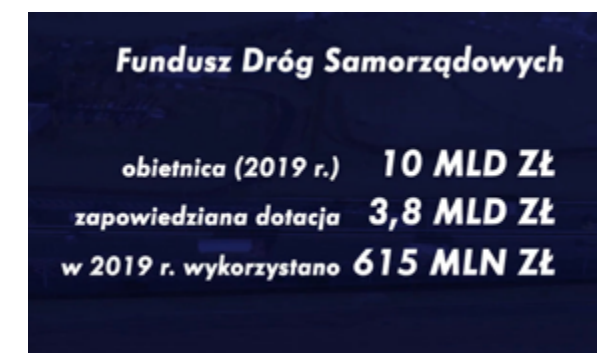 Fundusz Dróg Samorządowych
obietnica (2019 r.) 10 MLD ZŁ
zapowiedziana dotacja 3,8 MLD ZŁ
w 2019 r. wykorzystano 615 MLN ZŁ